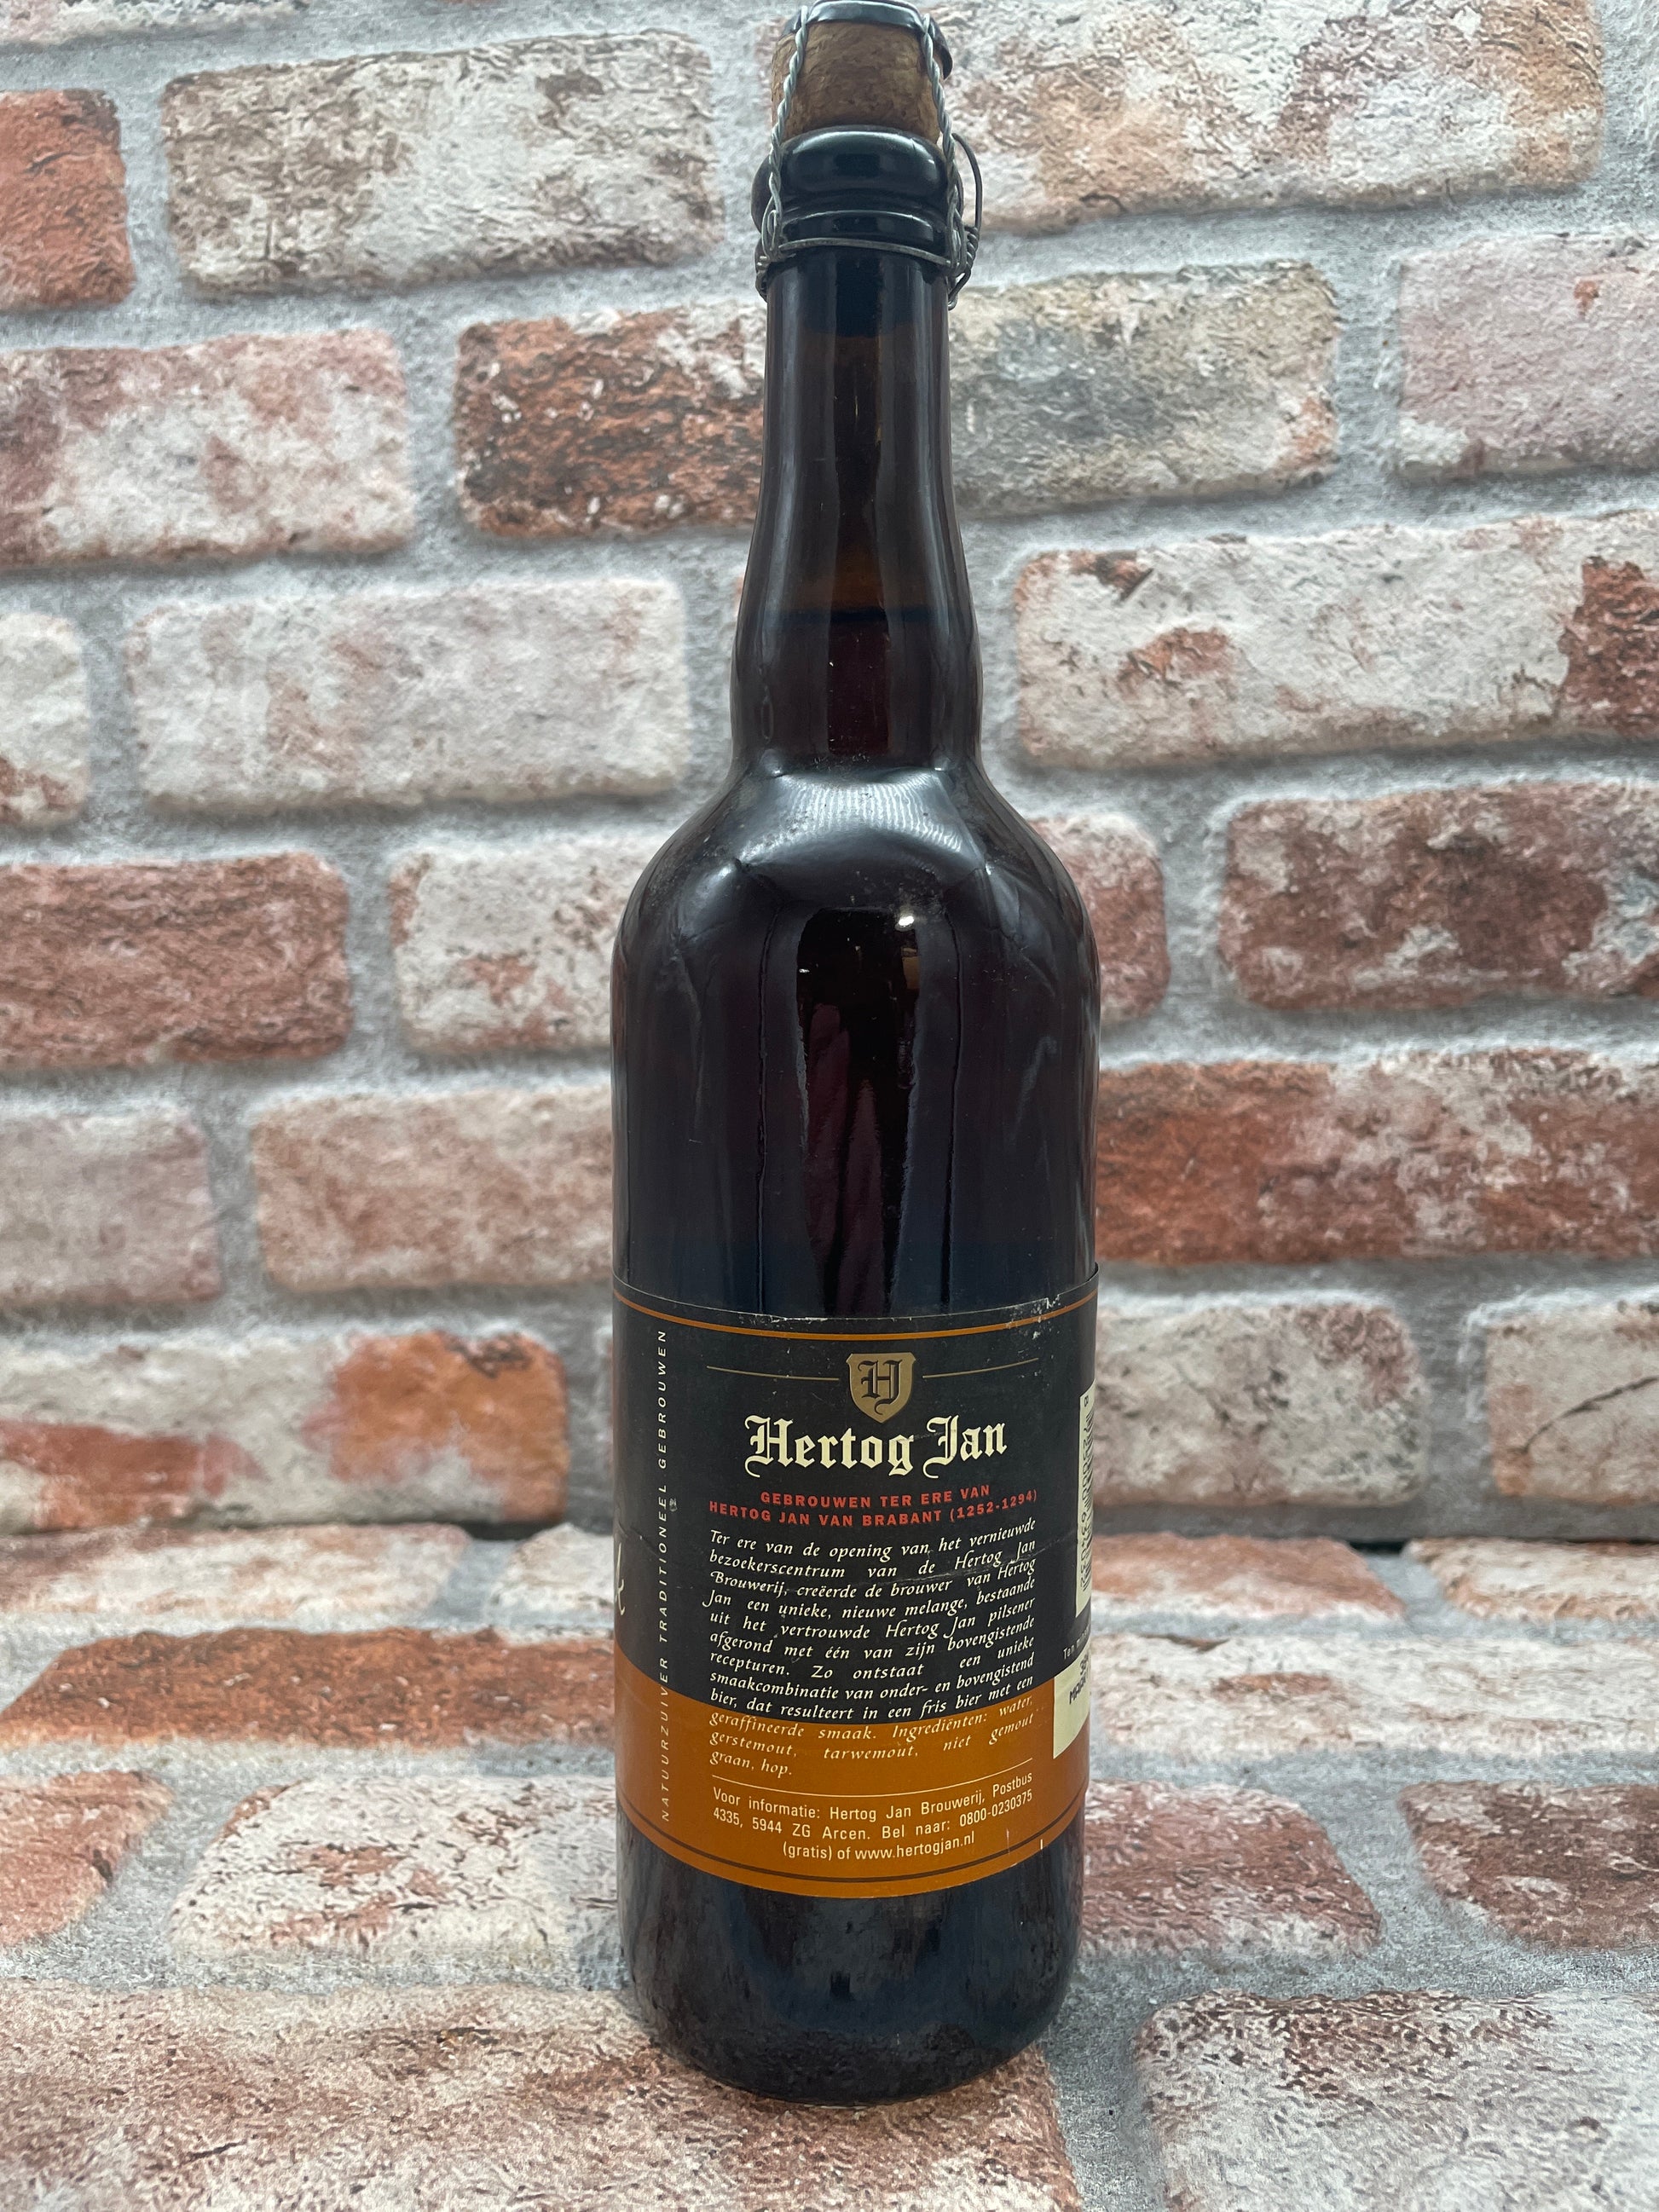 NATUURZUIVER TRADITIONEEL GEBROUWEN
H
Hertog Jan
GEBROUWEN TER ERE VAN
HERTOG JAN VAN BRABANT (1252-1294)
Ter ere van de opening van het vernieuwde
bezoekerscentrum van de Hertog Jan
Brouwerij, creëerde de brouwer van Hertog
Jan een unieke, nieuwe melange, bestaande
uit het vertrouwde Hertog Jan pilsener
afgerond met één van zijn bovengistende
recepturen. Zo ontstaat een unieke
smaakcombinatie van onder- en bovengistend
bier, dat resulteert in een fris bier met een
geraffineerde smaak. Ingrediënten: water,
gerstemout, tarwemout, niet gemout
graan, hop.
Voor informatie: Hertog Jan Brouwerij, Postbus
4335, 5944 ZG Arcen. Bel naar: 0800-0230375
(gratis) of www.hertogjan.nl